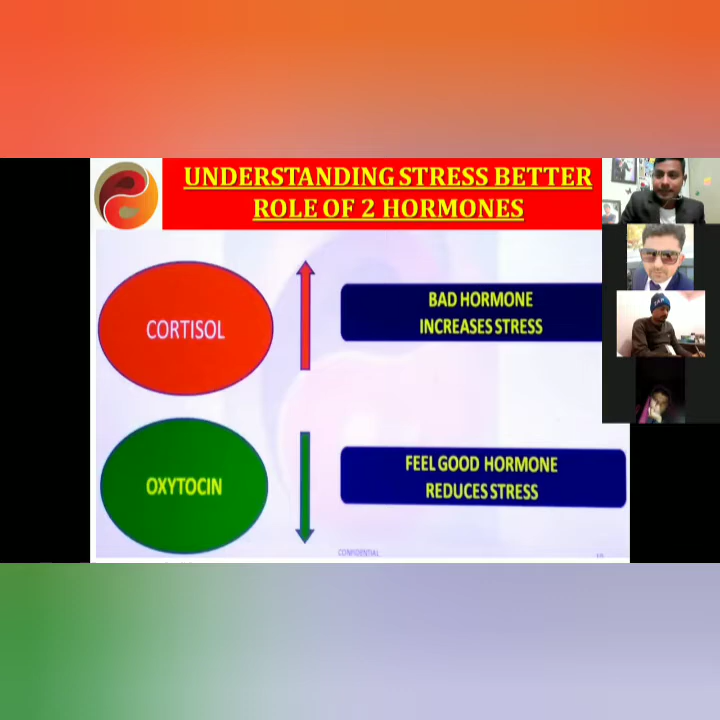 UNDERSTANDING STRESS BETTER
ROLE OF 2 HORMONES
CORTISOL
BAD HORMONE
INCREASES STRESS
OXYTOCIN
FEEL GOOD HORMONE
REDUCES STRESS
CONFIDENTIAL